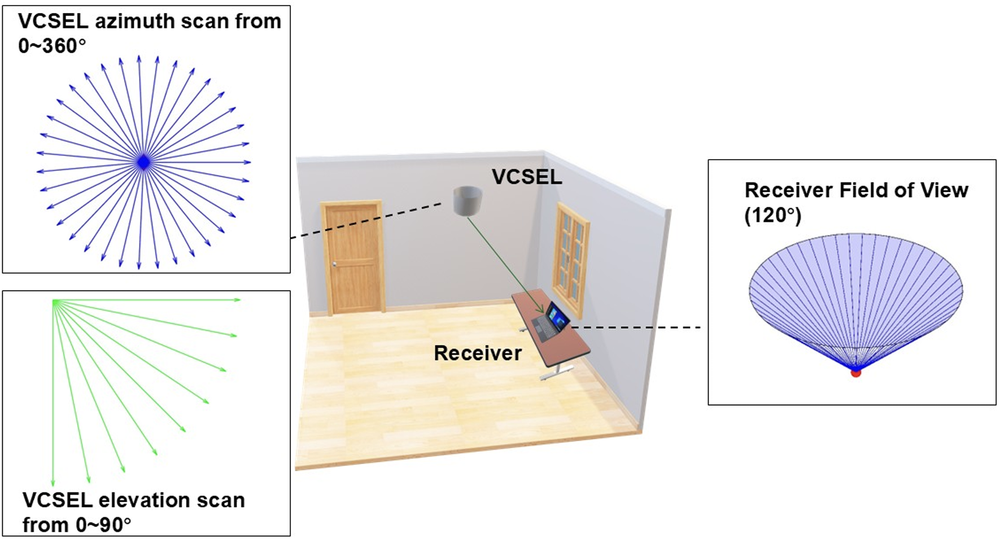 VCSEL azimuth scan from
0~360°
VCSEL
Receiver Field of View
(120°)
Receiver
VCSEL elevation scan
from 0~90°